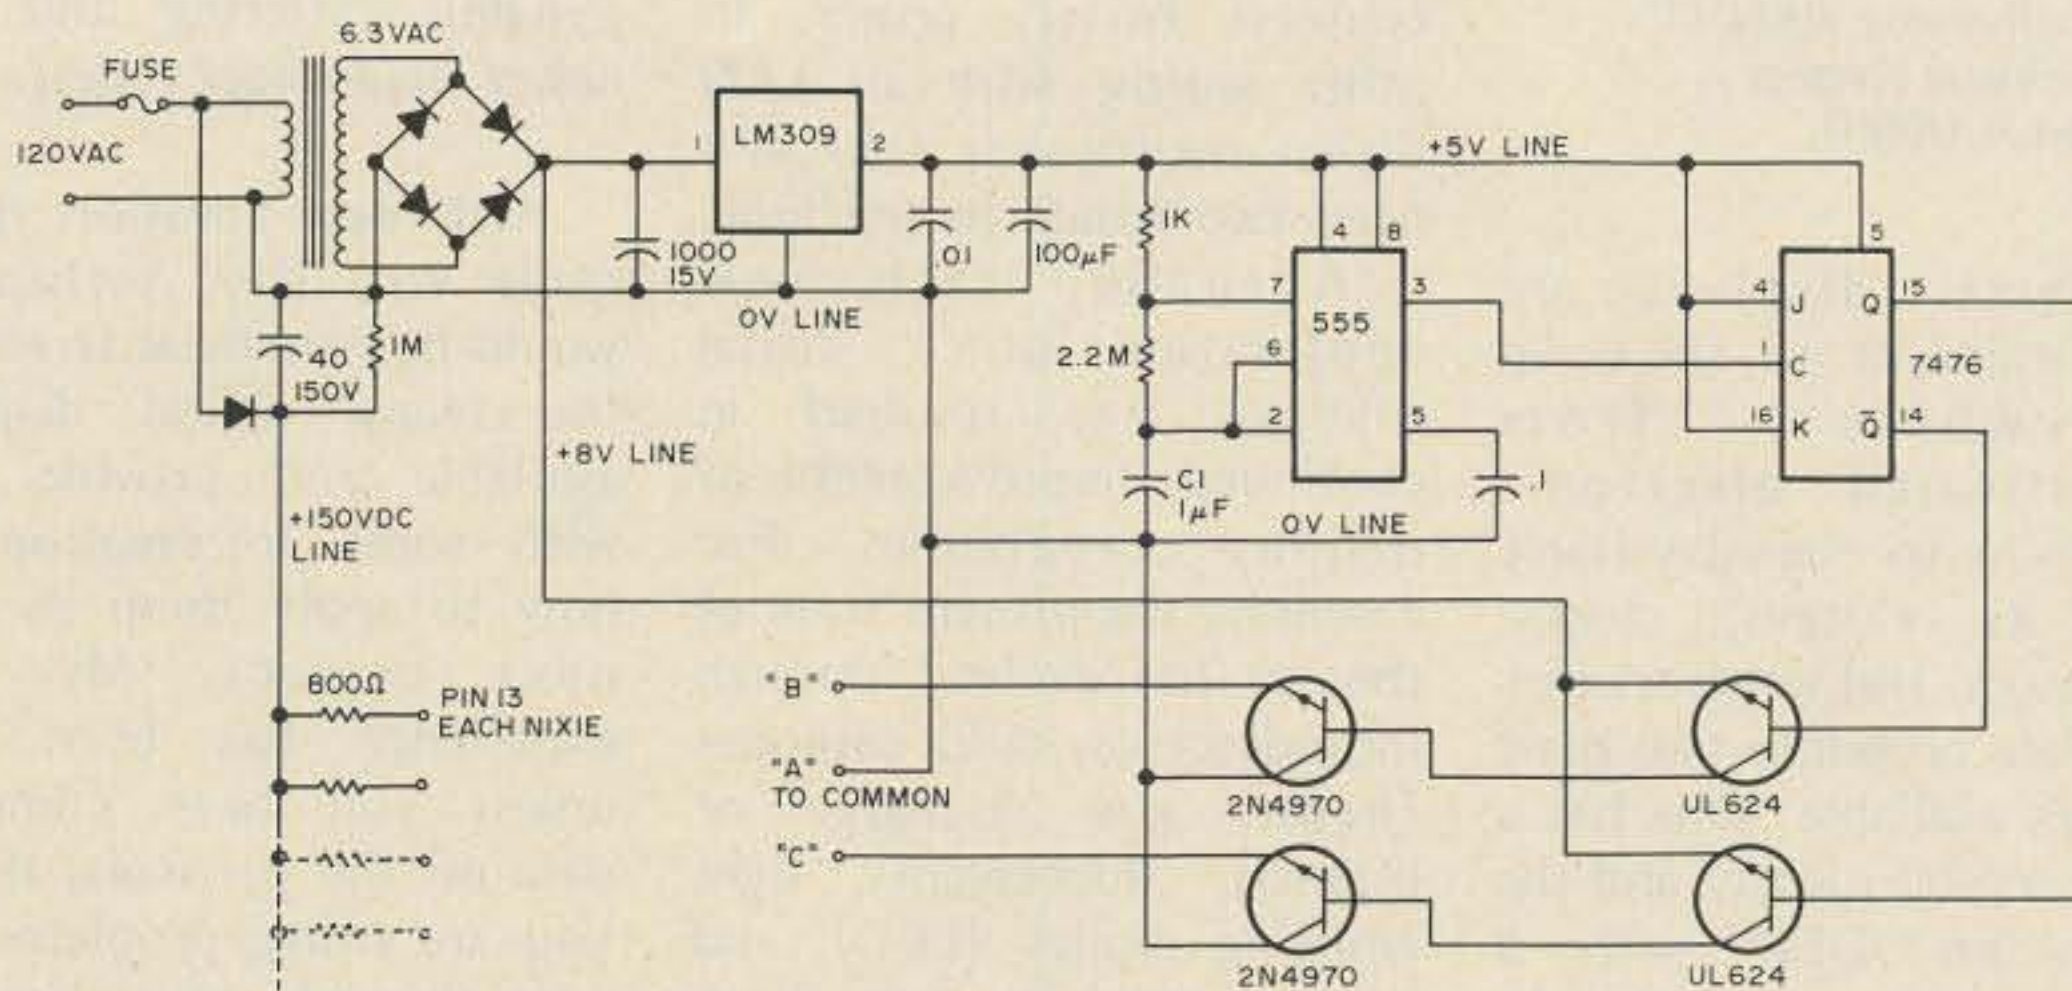 6.3VAC
FUSE
120VAC
1
LM309
2
+5V LINE
1000
15V
.01
100µF
1K
4
8
5
0V LINE
40
150V
1M
7
3
555
6
2.2M
2
5
4
J
Q
15
1
C
7476
16
K
Q̅
14
+8V LINE
C1
1µF
.1
0V LINE
+150VDC
LINE
800Ω
PIN 13
EACH NIXIE
"B"
"A"
TO COMMON
2N4970
UL624
"C"
2N4970
UL624